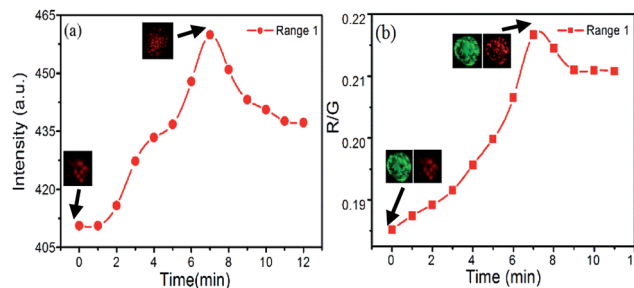 (a)
Range 1
Intensity (a.u.)
465
450
435
420
405
0 2 4 6 8 10 12
Time(min)
(b)
Range 1
R/G
0.22
0.21
0.20
0.19
0 2 4 6 8 10 12
Time (min)